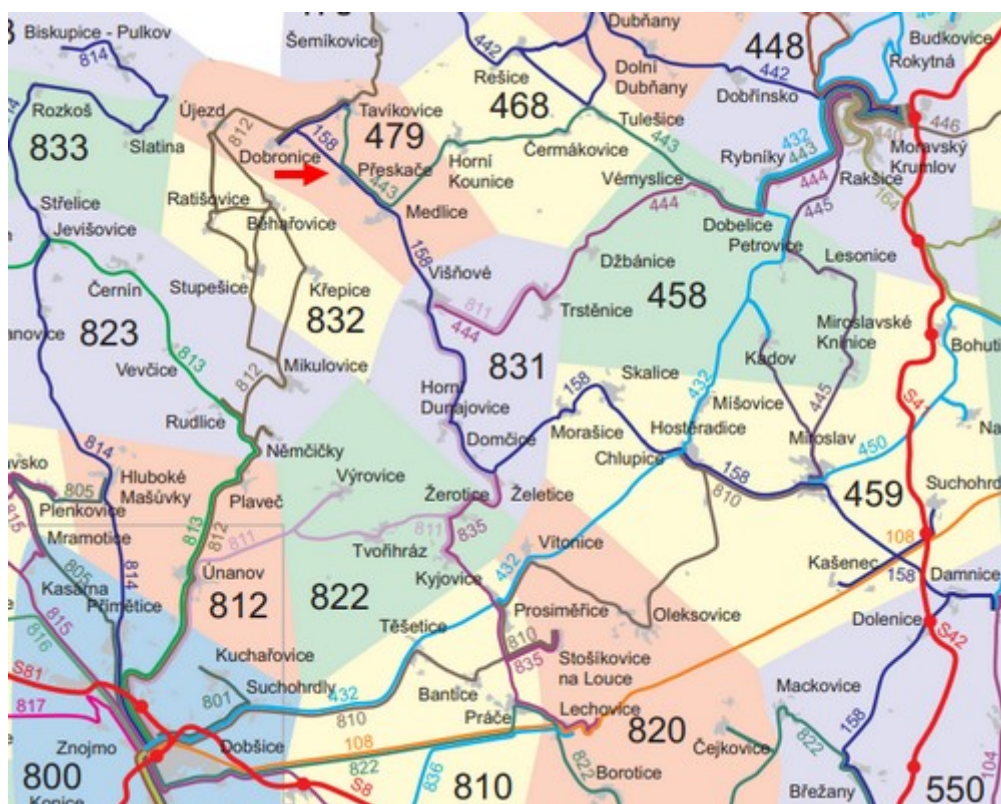 Biskupice - Pulkov
814
Šemíkovice
442
Rešice
468
Dubňany
Dolní
Dubňany
448
442
Dobřínsko
Budkovice
Rokytná
Rozkoš
833
Slatina
Újezd
812
Tavíkovice
479
158
Dobronice
Přeskače
443
Horní
Kounice
Čermákovice
Tulešice
443
Rybníky
432
443
444
440
446
Moravský
Krumlov
Rakšice
164
Ratišovice
Běhařovice
Medlice
Vémyslice
444
Dobelice
445
Petrovice
Střelice
Jevišovice
Stupešice
Višňové
158
Džbánice
458
Lesonice
Černín
Křepice
832
811
444
Trstěnice
823
Vevčice
813
Mikulovice
812
831
Skalice
432
Kadov
Miroslavské
Knínice
Bohuti
S41
Rudlice
Horní
Dunajovice
158
Míšovice
445
814
Němčičky
Domčice
Morašice
Hostěradice
Chlupice
Miroslav
450
Hluboké
Mašůvky
Výrovice
158
810
459
Suchohrd
805
Plenkovice
Plaveč
Žerotice
Želetice
815
Mramotice
813
812
811
811
835
108
Tvořihráz
Vítonice
Kašenec
805
Kasárna
814
Únanov
822
Kyjovice
432
158
Damnice
Přímětice
812
Prosiměřice
Oleksovice
815
816
Těšetice
810
Dolenice
S42
Kuchařovice
835
Stošíkovice
na Louce
S81
801
Suchohrdly
432
Bantice
Mackovice
817
810
Práče
Lechovice
820
158
Znojmo
Dobšice
108
822
Čejkovice
822
800
S8
836
810
822
Borotice
Břežany
550
104